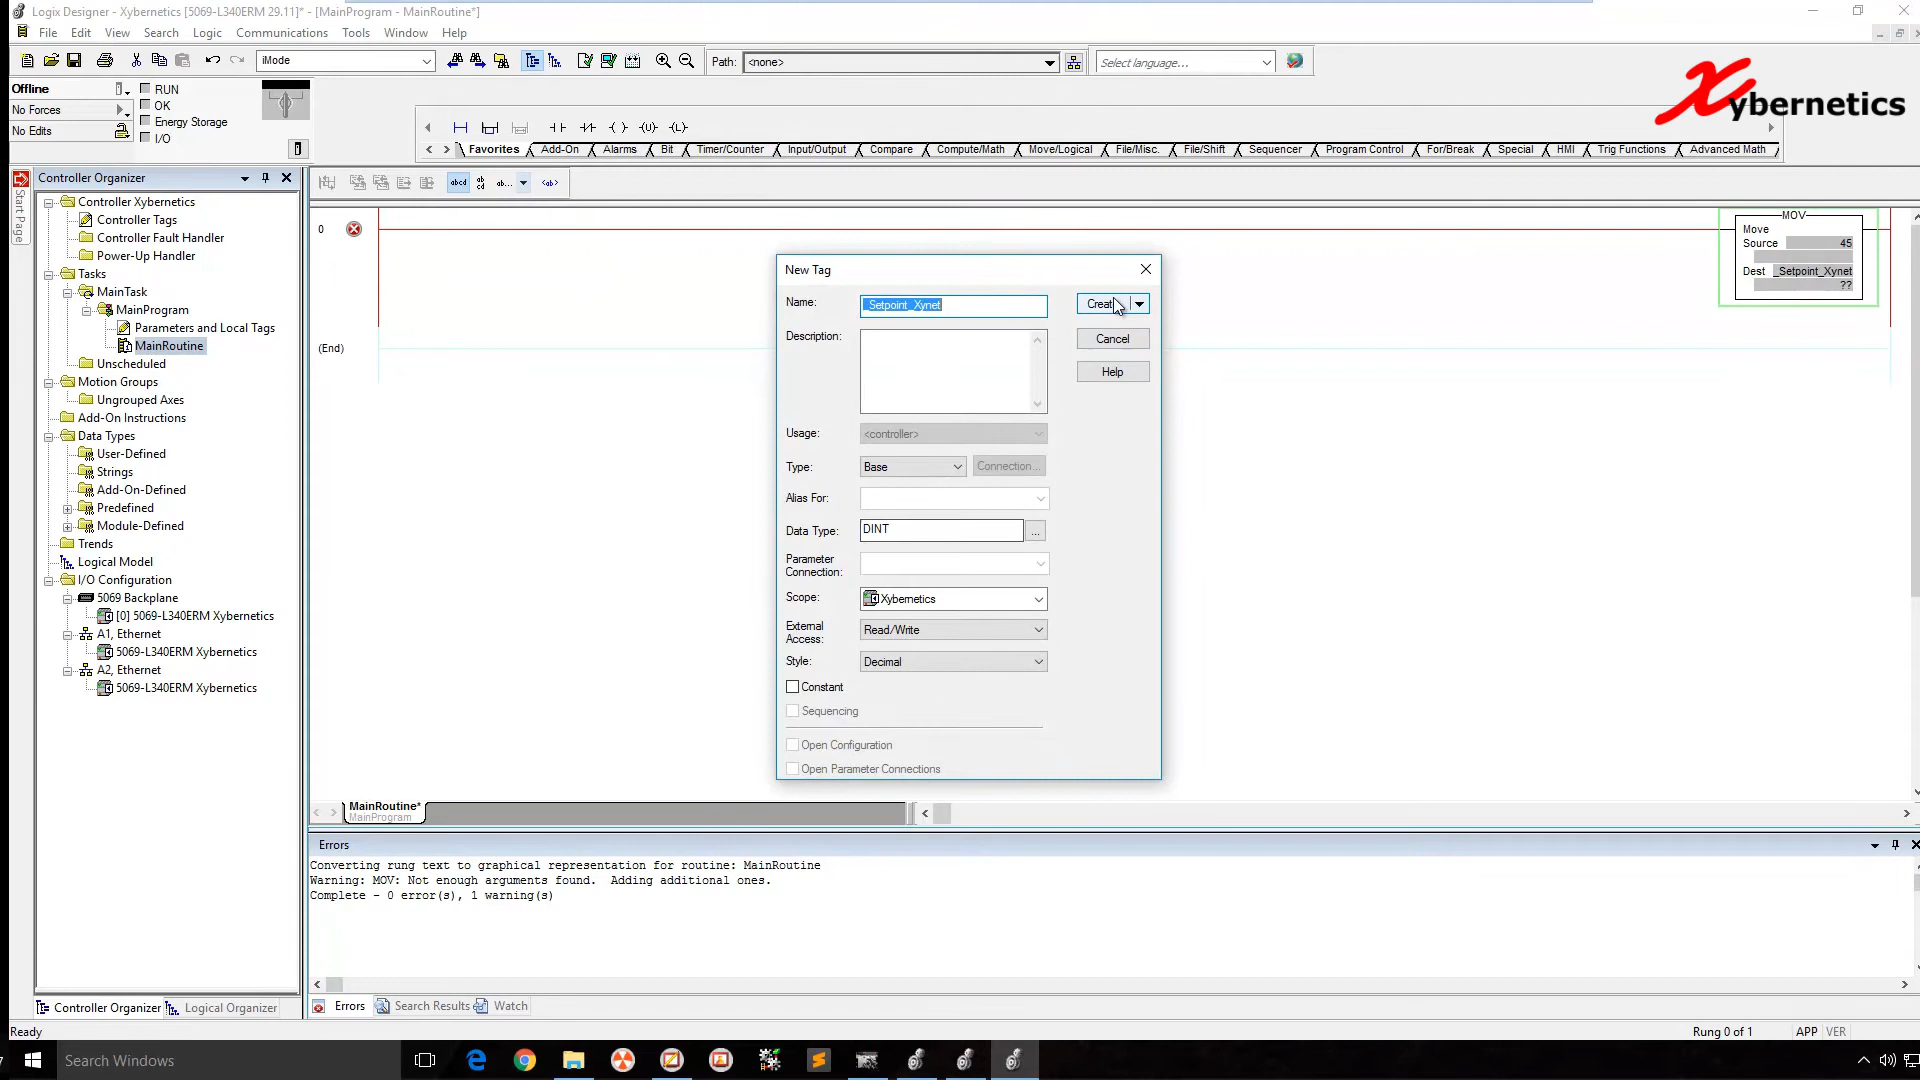 Logix Designer - Xybernetics [5069-L340ERM 29.11]* - [MainProgram - MainRoutine*]
File Edit View Search Logic Communications Tools Window Help
iMode
Path: <none>
Select language...
Offline
RUN
No Forces
OK
Energy Storage
No Edits
I/O
Xybernetics
Favorites Add-On Alarms Bit Timer/Counter Input/Output Compare Compute/Math Move/Logical File/Misc. File/Shift Sequencer Program Control For/Break Special HMI Trig Functions Advanced Math
Start Page
Controller Organizer
Controller Xybernetics
Controller Tags
Controller Fault Handler
Power-Up Handler
Tasks
MainTask
MainProgram
Parameters and Local Tags
MainRoutine
Unscheduled
Motion Groups
Ungrouped Axes
Add-On Instructions
Data Types
User-Defined
Strings
Add-On-Defined
Predefined
Module-Defined
Trends
Logical Model
I/O Configuration
5069 Backplane
[0] 5069-L340ERM Xybernetics
A1, Ethernet
5069-L340ERM Xybernetics
A2, Ethernet
5069-L340ERM Xybernetics
Controller Organizer
Logical Organizer
0
(End)
MOV
Move
Source 45
Dest _Setpoint_Xynet
??
New Tag
Name: _Setpoint_Xynet
Create
Description:
Cancel
Help
Usage: <controller>
Type: Base
Connection...
Alias For:
Data Type: DINT
...
Parameter
Connection:
Scope: Xybernetics
External
Access: Read/Write
Style: Decimal
Constant
Sequencing
Open Configuration
Open Parameter Connections
MainRoutine*
MainProgram
Errors
Converting rung text to graphical representation for routine: MainRoutine
Warning: MOV: Not enough arguments found. Adding additional ones.
Complete - 0 error(s), 1 warning(s)
Errors Search Results Watch
Ready
Rung 0 of 1
APP VER
Search Windows